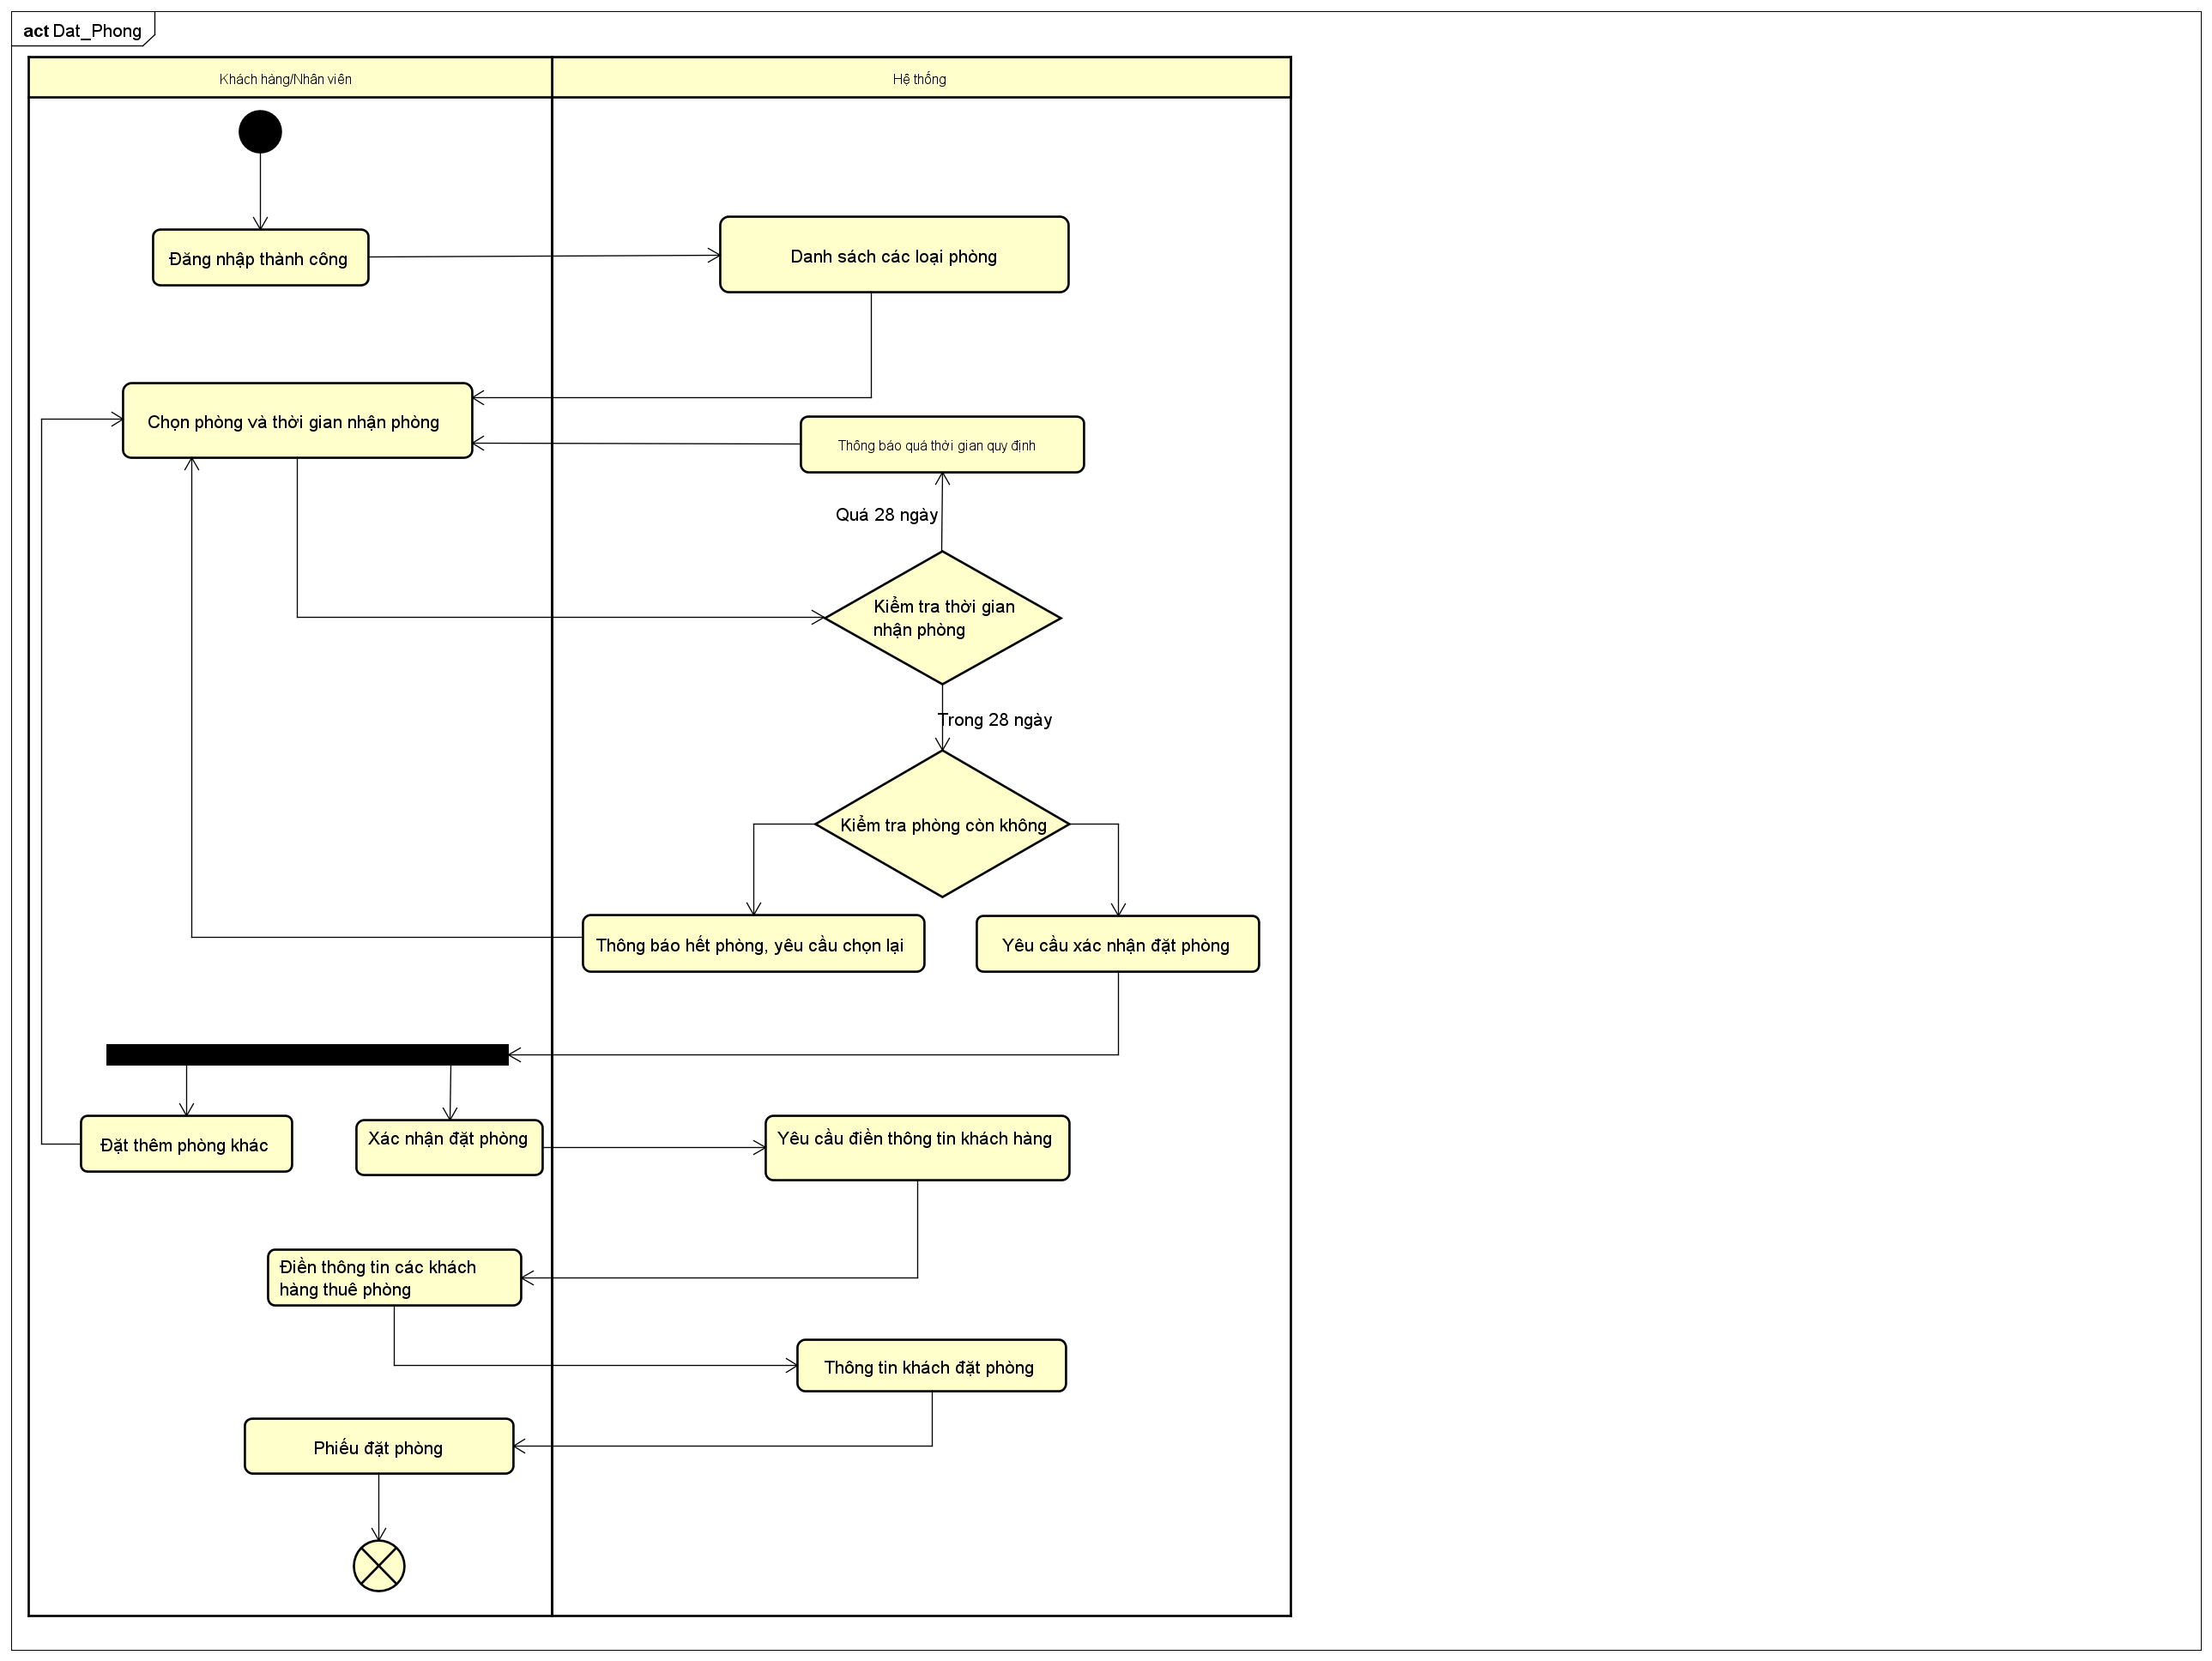 act Dat_Phong
Khách hàng/Nhân viên
Hệ thống
Đăng nhập thành công
Danh sách các loại phòng
Chọn phòng và thời gian nhận phòng
Thông báo quá thời gian quy định
Quá 28 ngày
Kiểm tra thời gian
nhận phòng
Trong 28 ngày
Kiểm tra phòng còn không
Thông báo hết phòng, yêu cầu chọn lại
Yêu cầu xác nhận đặt phòng
Đặt thêm phòng khác
Xác nhận đặt phòng
Yêu cầu điền thông tin khách hàng
Điền thông tin các khách
hàng thuê phòng
Thông tin khách đặt phòng
Phiếu đặt phòng